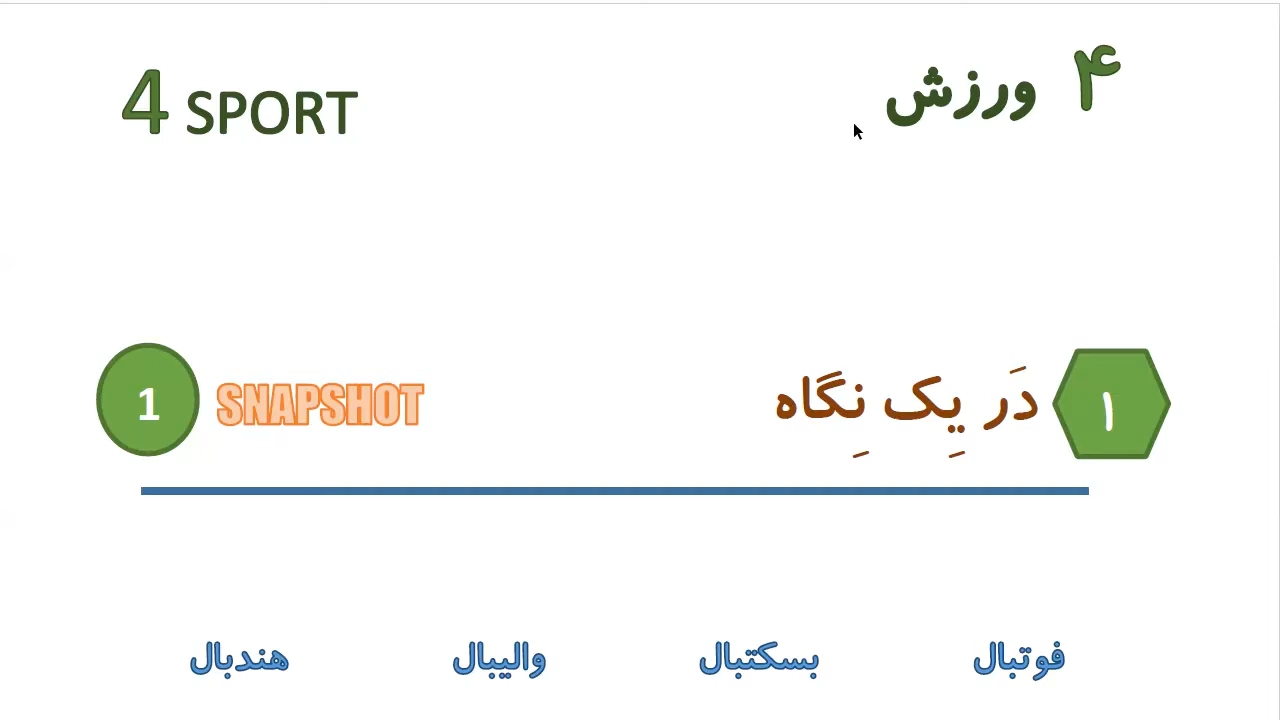 4 SPORT
۴ ورزش
1 SNAPSHOT
۱ دَر یِک نِگاه
فوتبال بسکتبال والیبال هندبال